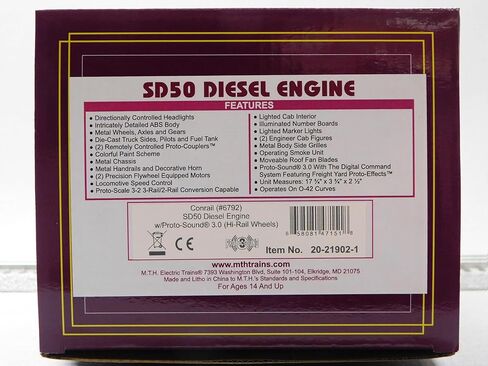 SD50 DIESEL ENGINE
FEATURES
• Directionally Controlled Headlights
• Intricately Detailed ABS Body
• Metal Wheels, Axles and Gears
• Die-Cast Truck Sides, Pilots and Fuel Tank
• (2) Remotely Controlled Proto-Couplers™
• Colorful Paint Scheme
• Metal Chassis
• Metal Handrails and Decorative Horn
• (2) Precision Flywheel Equipped Motors
• Locomotive Speed Control
• Proto-Scale 3-2 3-Rail/2-Rail Conversion Capable
• Lighted Cab Interior
• Illuminated Number Boards
• Lighted Marker Lights
• (2) Engineer Cab Figures
• Metal Body Side Grilles
• Operating Smoke Unit
• Moveable Roof Fan Blades
• Proto-Sound® 3.0 With The Digital Command
System Featuring Freight Yard Proto-Effects™
• Unit Measures: 17 ¾" x 3 ¾" x 2 ½"
• Operates On O-42 Curves
Conrail (#6792)
SD50 Diesel Engine
w/Proto-Sound® 3.0 (Hi-Rail Wheels)
CE
6 58081 47151 8
Item No. 20-21902-1
www.mthtrains.com
M.T.H. Electric Trains® 7393 Washington Blvd, Suite 101-104, Elkridge, MD 21075
Made and Litho in China to M.T.H.'s Standards and Specifications
For Ages 14 And Up